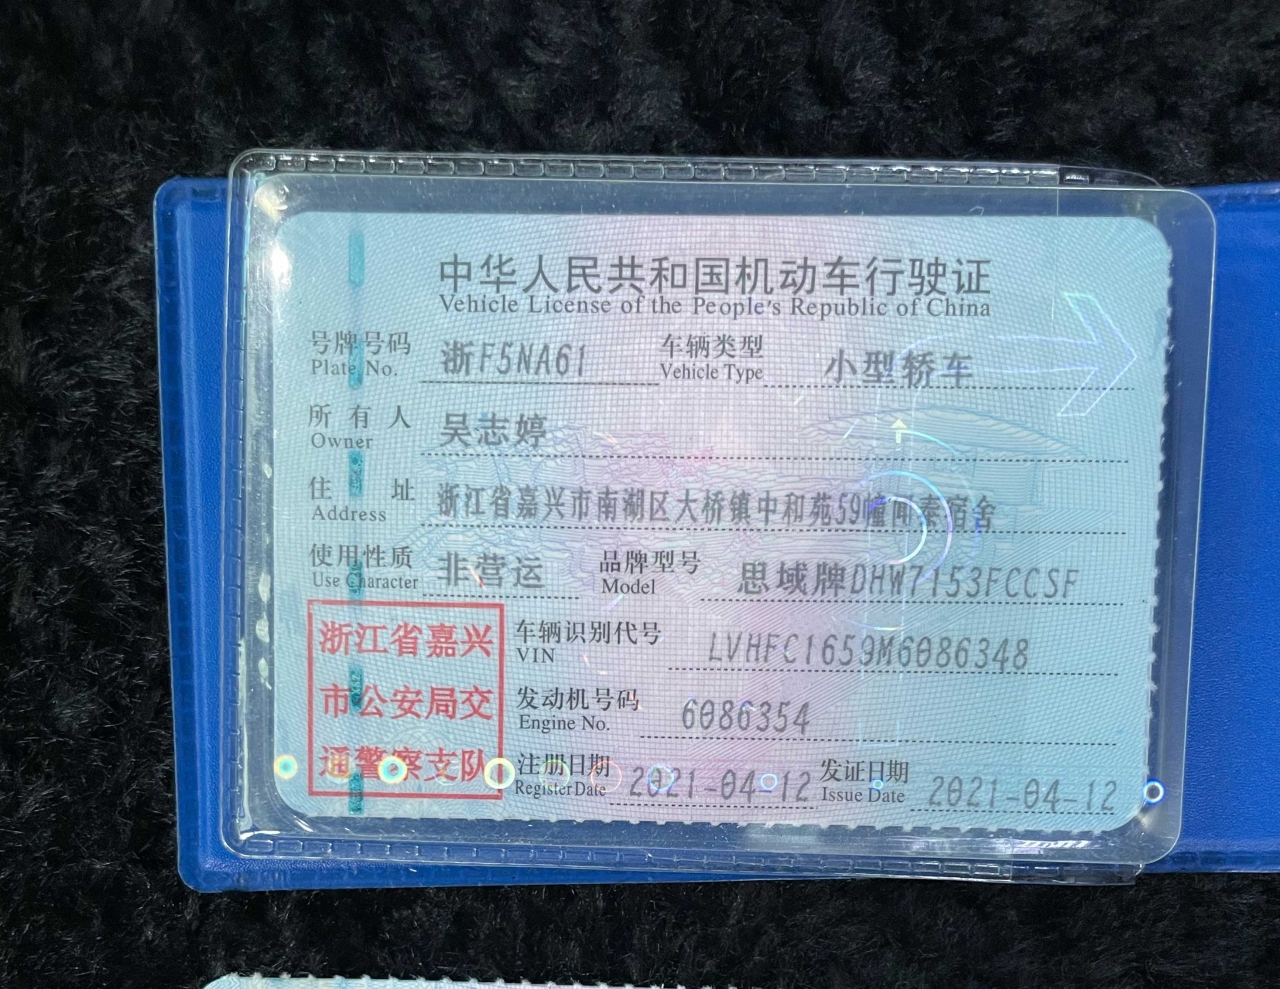 中华人民共和国机动车行驶证
Vehicle License of the People's Republic of China
号牌号码 浙F5NA61 车辆类型 小型轿车
Plate No. Vehicle Type
所有人 吴志婷
Owner
住址 浙江省嘉兴市南湖区大桥镇中和苑59幢闻泰宿舍
Address
使用性质 非营运 品牌型号 思域牌DHW7153FCCSF
Use Character Model
浙江省嘉兴
市公安局交
通警察支队
车辆识别代号 LVHFC1659M6086348
VIN
发动机号码 6086354
Engine No.
注册日期 2021-04-12 发证日期 2021-04-12
Register Date Issue Date